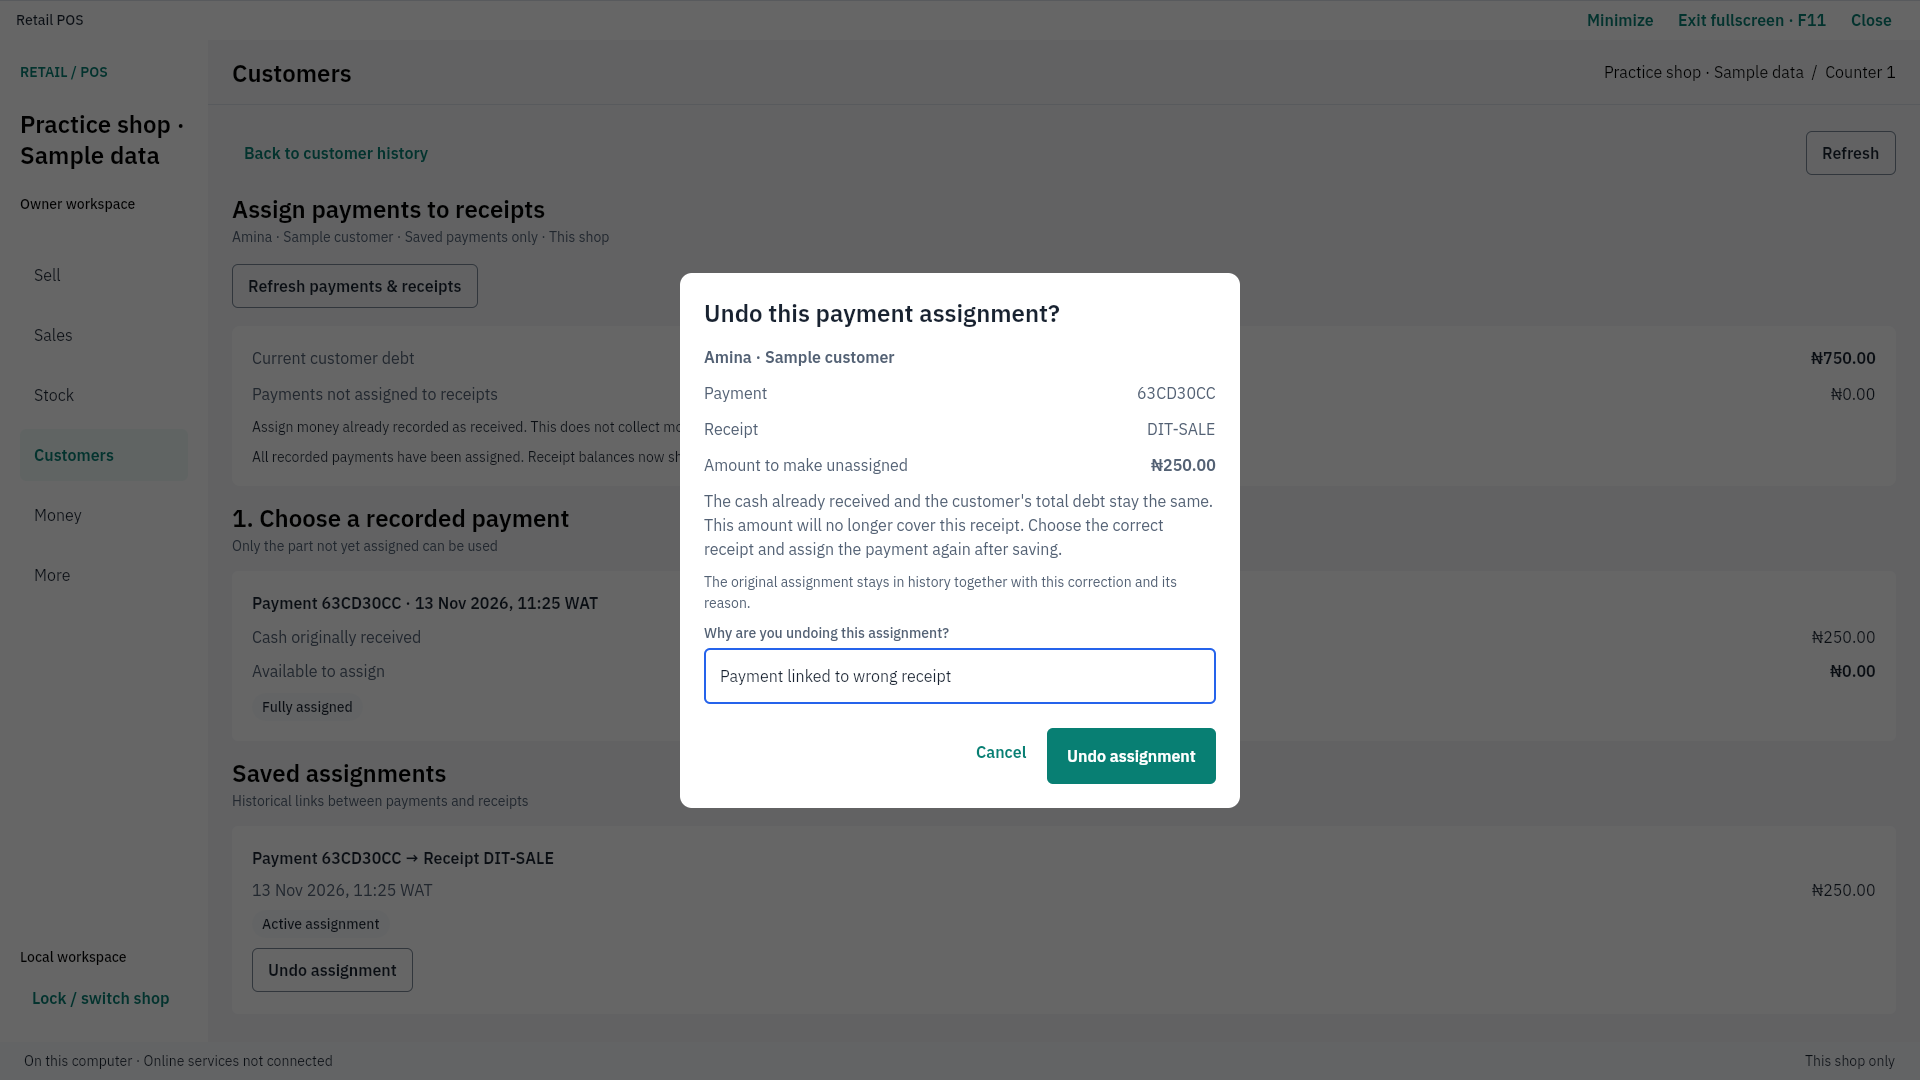 Retail POS
Minimize
Exit fullscreen · F11
Close
RETAIL / POS
Practice shop ·
Sample data
Owner workspace
Sell
Sales
Stock
Customers
Money
More
Local workspace
Lock / switch shop
Customers
Practice shop · Sample data / Counter 1
Back to customer history
Refresh
Assign payments to receipts
Amina · Sample customer · Saved payments only · This shop
Refresh payments & receipts
Current customer debt
₦750.00
Payments not assigned to receipts
₦0.00
Assign money already recorded as received. This does not collect
All recorded payments have been assigned. Receipt balances now
1. Choose a recorded payment
Only the part not yet assigned can be used
Payment 63CD30CC · 13 Nov 2026, 11:25 WAT
Cash originally received
₦250.00
Available to assign
₦0.00
Fully assigned
Saved assignments
Historical links between payments and receipts
Payment 63CD30CC → Receipt DIT-SALE
13 Nov 2026, 11:25 WAT
₦250.00
Active assignment
Undo assignment
Undo this payment assignment?
Amina · Sample customer
Payment
63CD30CC
Receipt
DIT-SALE
Amount to make unassigned
₦250.00
The cash already received and the customer's total debt stay the same.
This amount will no longer cover this receipt. Choose the correct
receipt and assign the payment again after saving.
The original assignment stays in history together with this correction and its
reason.
Why are you undoing this assignment?
Payment linked to wrong receipt
Cancel
Undo assignment
On this computer · Online services not connected
This shop only